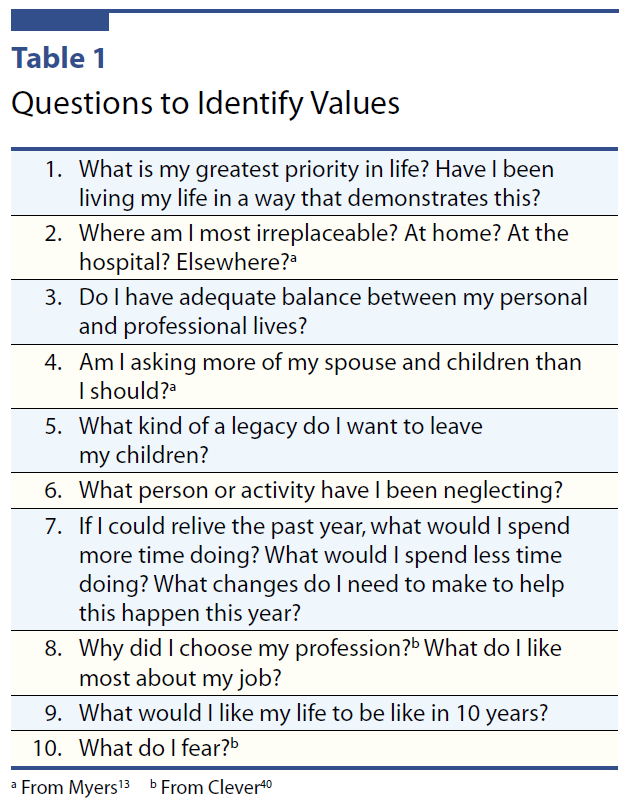 Table 1
Questions to Identify Values
1. What is my greatest priority in life? Have I been
living my life in a way that demonstrates this?
2. Where am I most irreplaceable? At home? At the
hospital? Elsewhere?ᵃ
3. Do I have adequate balance between my personal
and professional lives?
4. Am I asking more of my spouse and children than
I should?ᵃ
5. What kind of a legacy do I want to leave
my children?
6. What person or activity have I been neglecting?
7. If I could relive the past year, what would I spend
more time doing? What would I spend less time
doing? What changes do I need to make to help
this happen this year?
8. Why did I choose my profession?ᵇ What do I like
most about my job?
9. What would I like my life to be like in 10 years?
10. What do I fear?ᵇ
ᵃ From Myers¹³ ᵇ From Clever⁴⁰